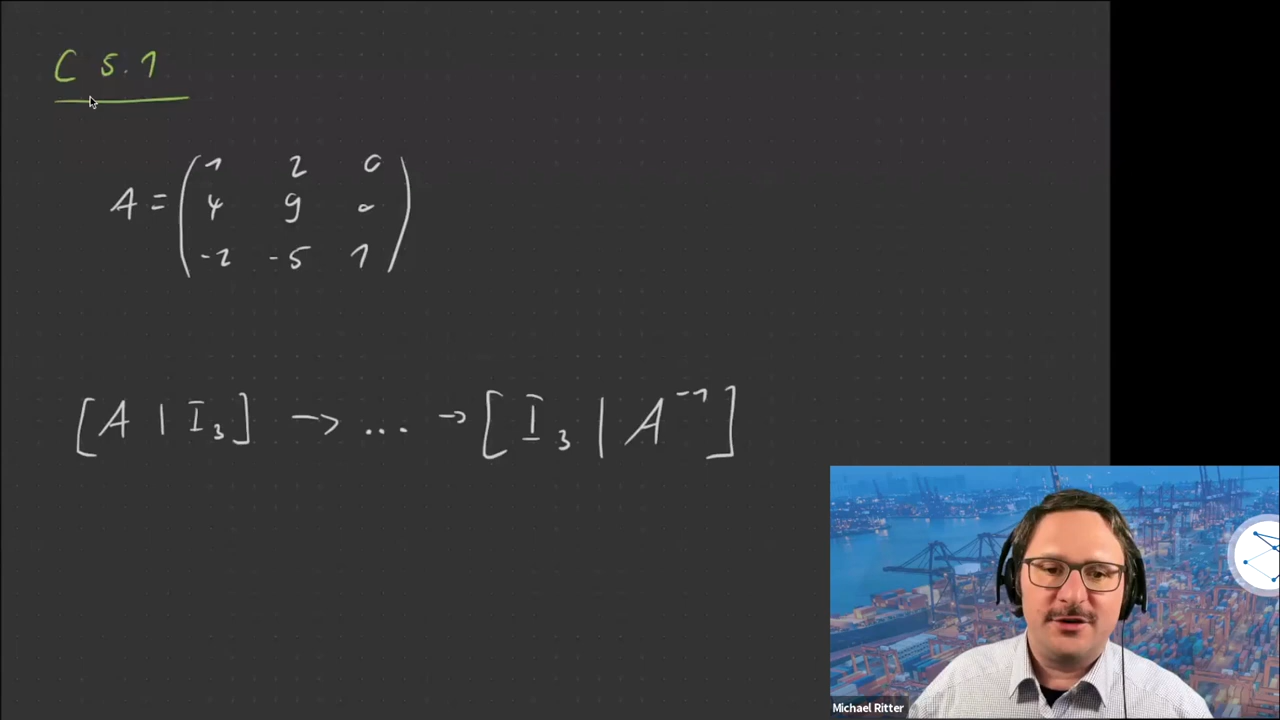 C 5.1
A = ( 1 2 0
4 9 0
-2 -5 1 )
[A | I₃] → ... → [I₃ | A⁻¹]
Michael Ritter